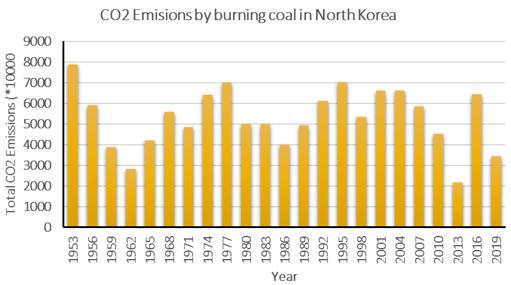 CO2 Emisions by burning coal in North Korea
Total CO2 Emissions (*10000
9000
8000
7000
6000
5000
4000
3000
2000
1000
0
1953 1956 1959 1962 1965 1968 1971 1974 1977 1980 1983 1986 1989 1992 1995 1998 2001 2004 2007 2010 2013 2016 2019
Year